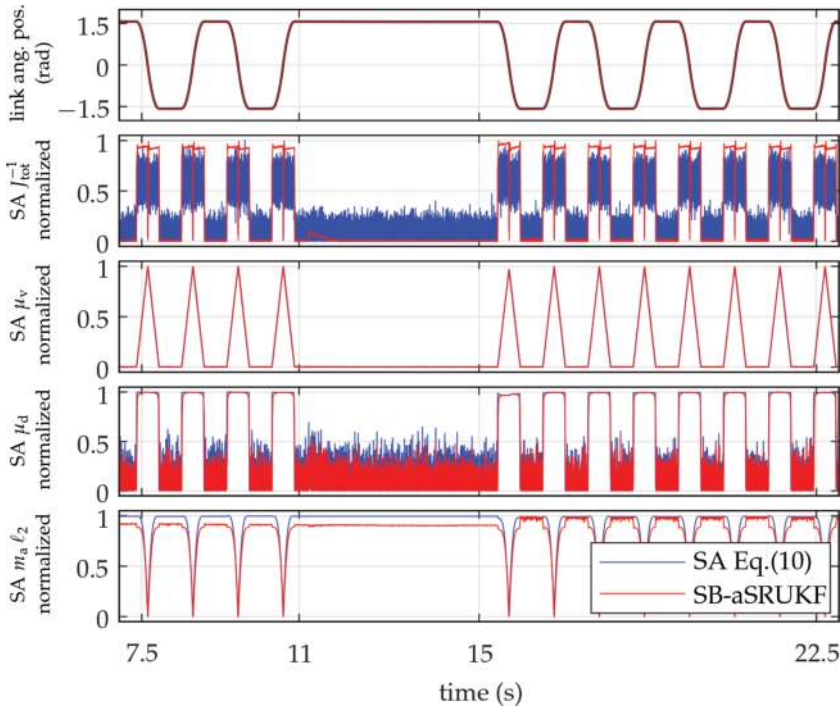 link ang. pos.
(rad)
1.5
0
−1.5
SA J_tot^−1
normalized
1
0.5
0
SA μ_v
normalized
1
0.5
0
SA μ_d
normalized
1
0.5
0
SA m_a ℓ_2
normalized
1
0.5
0
SA Eq.(10)
SB-aSRUKF
7.5 11 15 22.5
time (s)